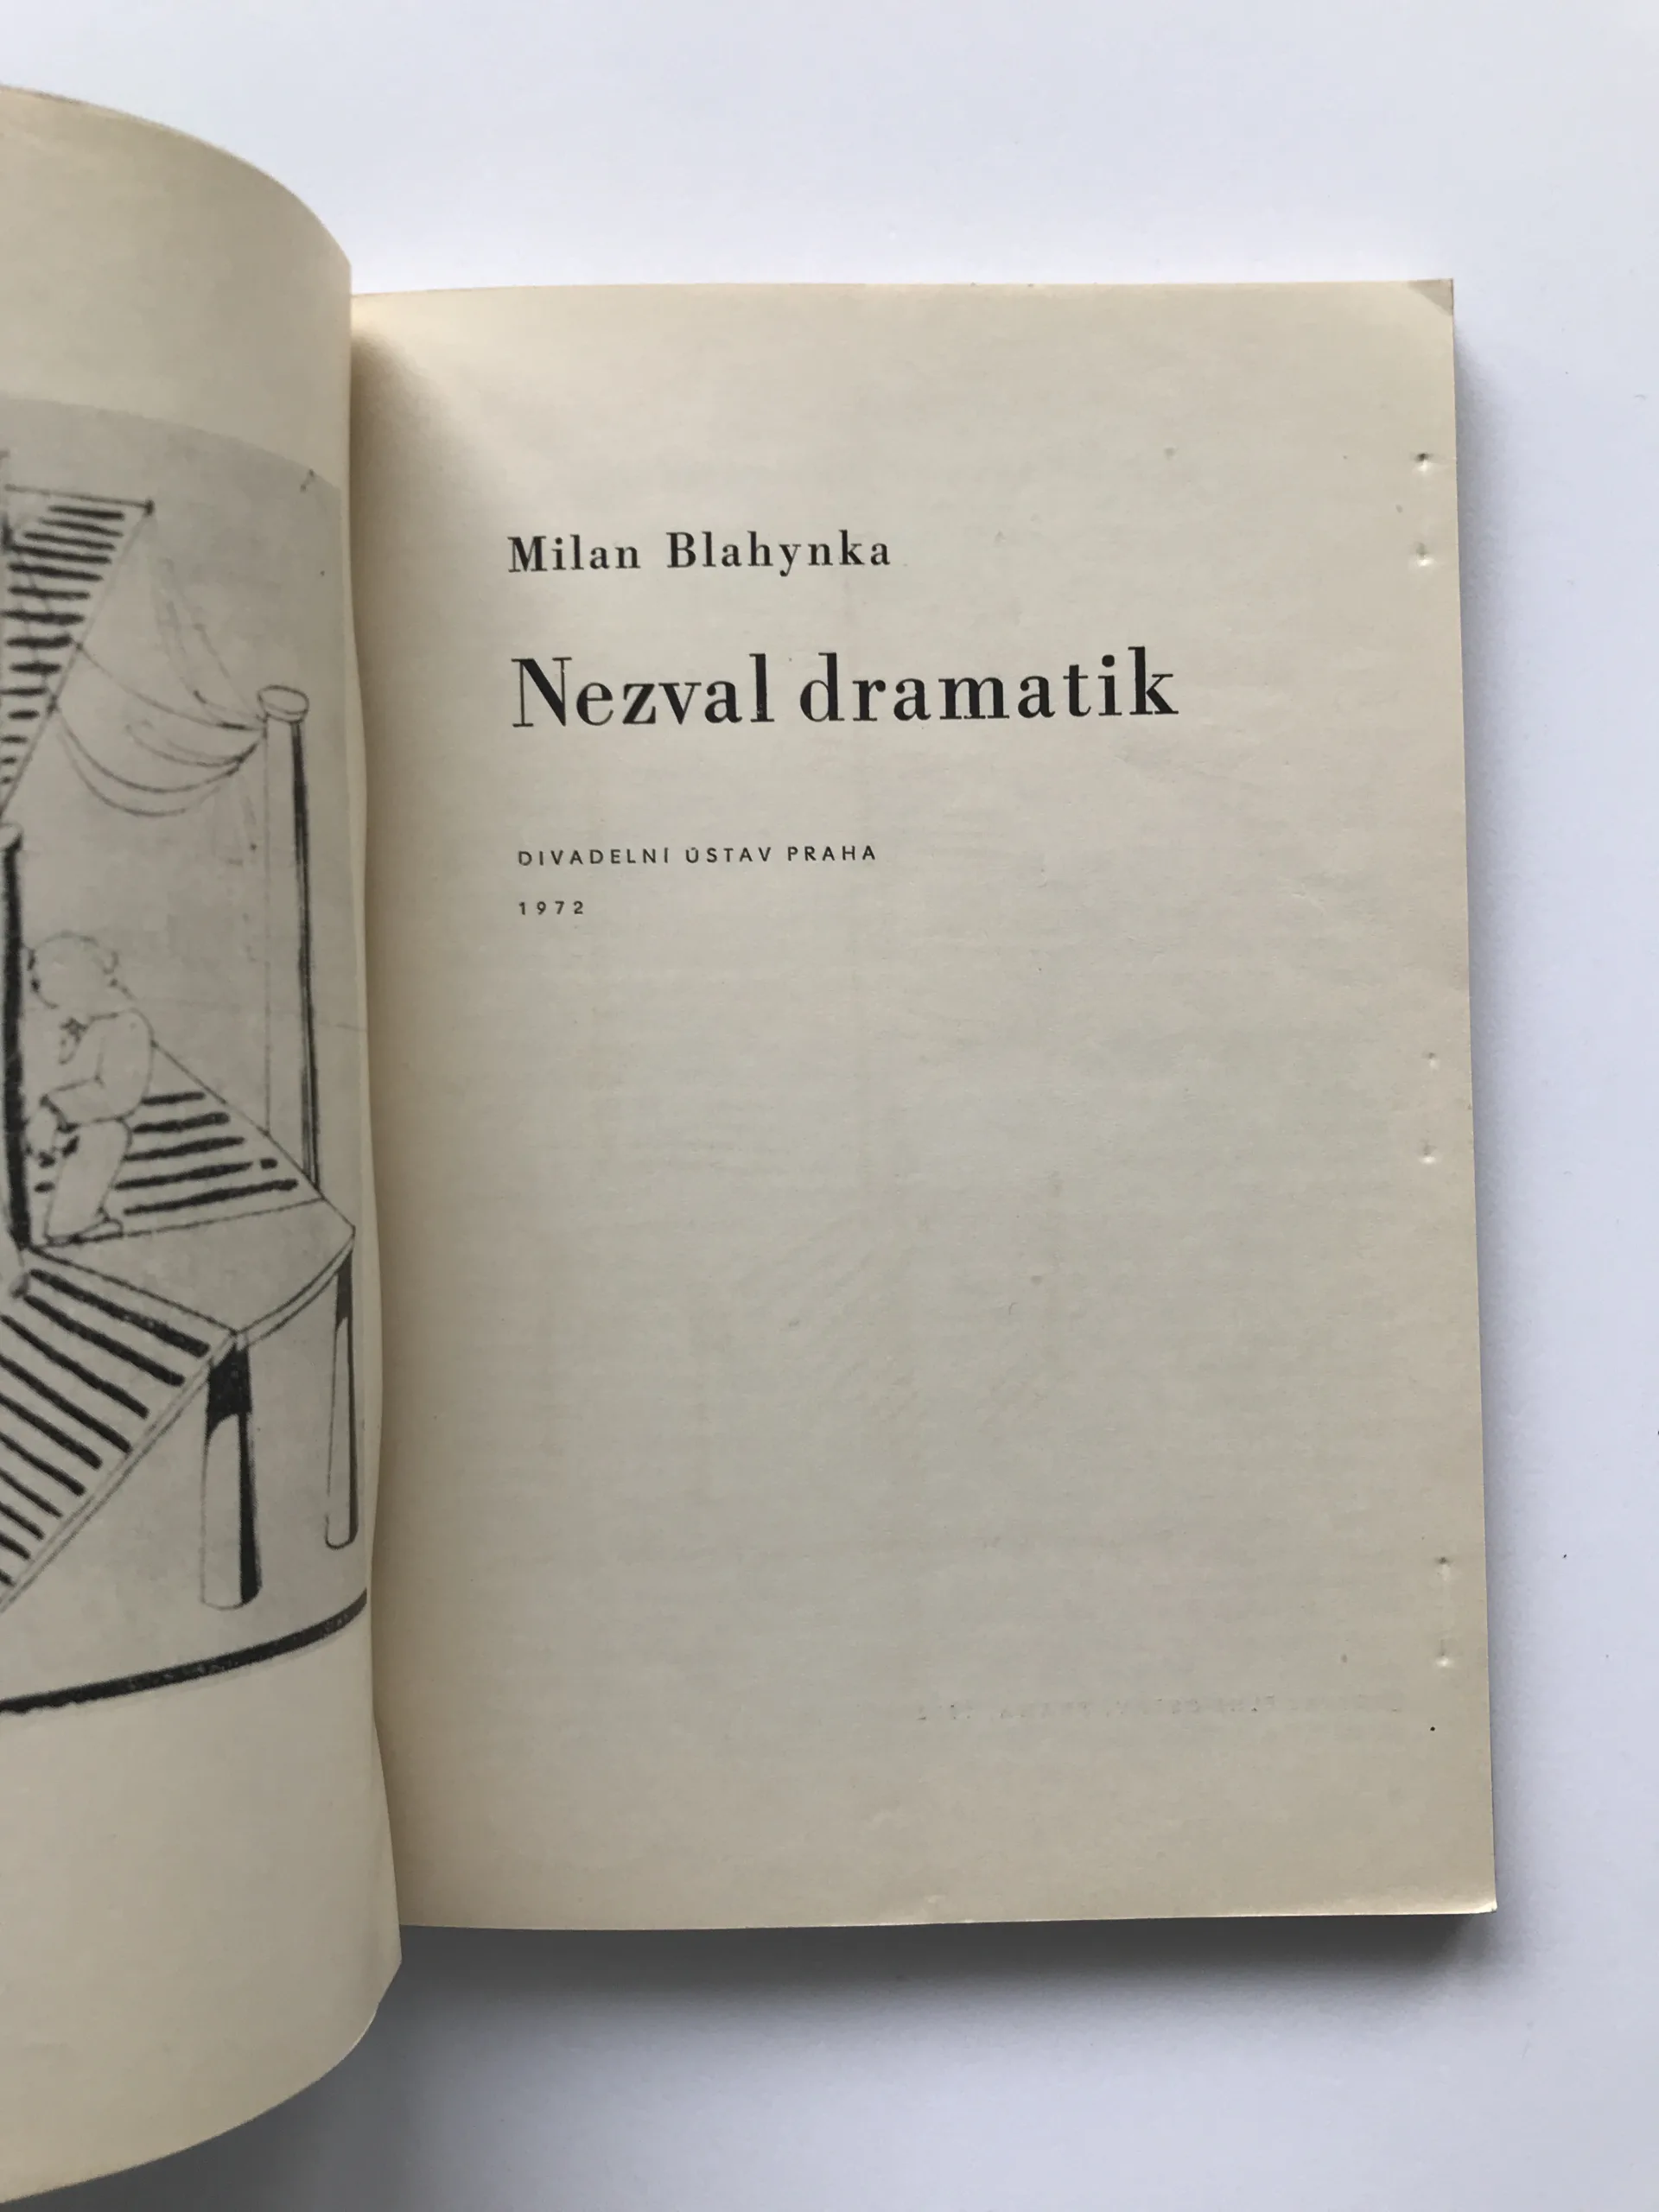 Milan Blahynka
Nezval dramatik
DIVADELNÍ ÚSTAV PRAHA
1972